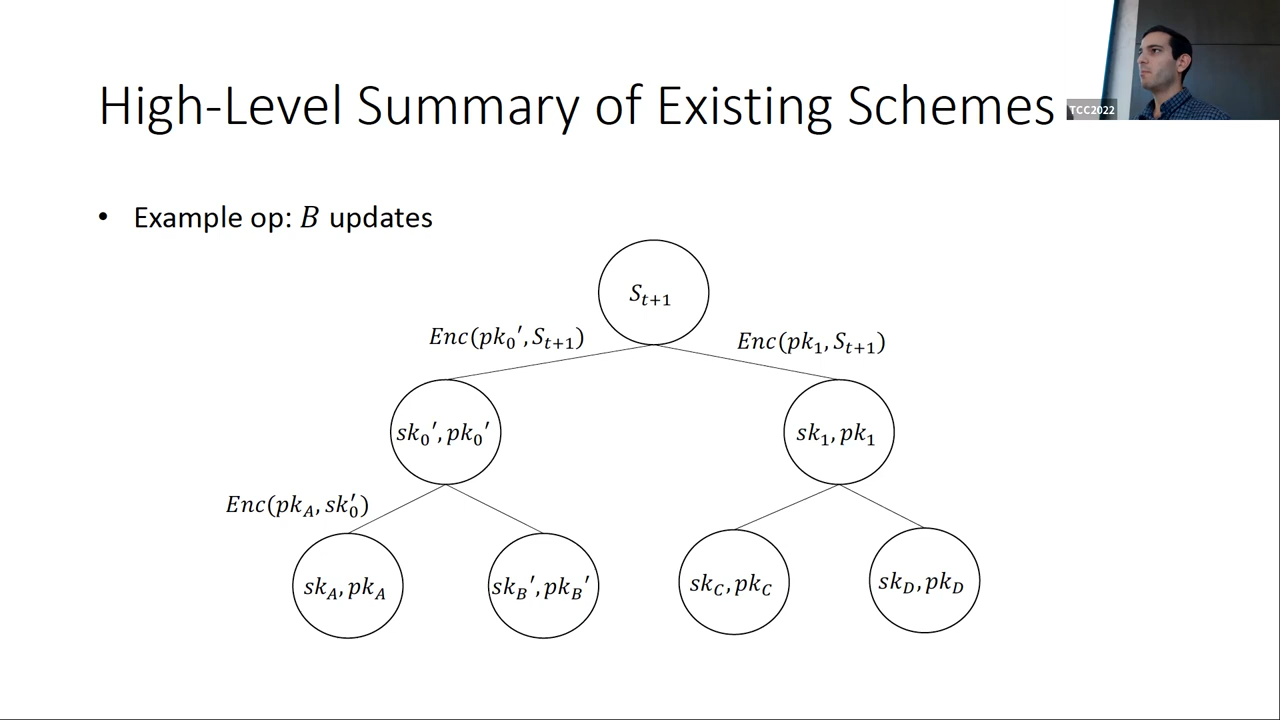 High-Level Summary of Existing Schemes
TCC2022
• Example op: B updates
S_{t+1}
Enc(pk_0′, S_{t+1})
Enc(pk_1, S_{t+1})
sk_0′, pk_0′
sk_1, pk_1
Enc(pk_A, sk_0′)
sk_A, pk_A
sk_B′, pk_B′
sk_C, pk_C
sk_D, pk_D